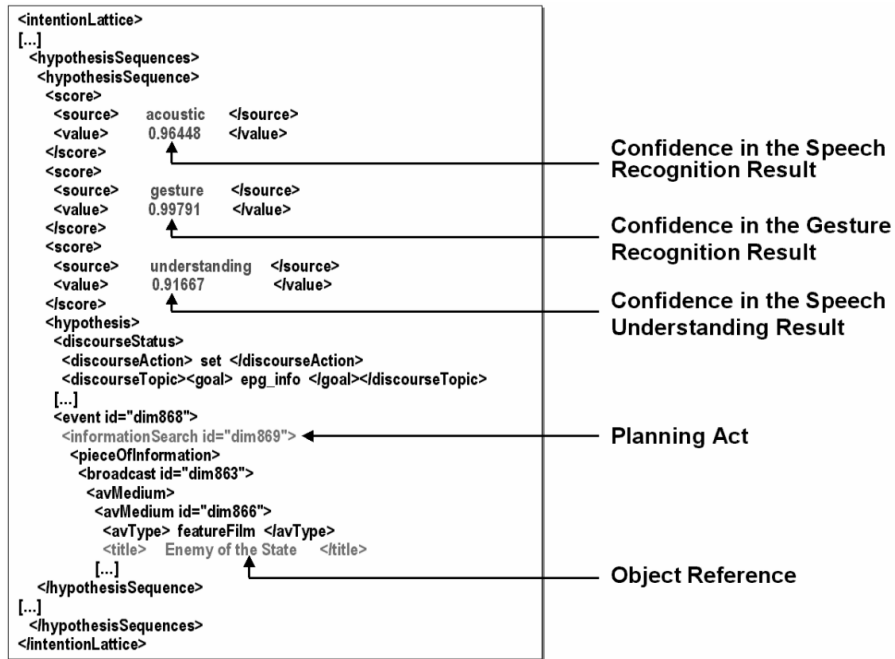 <intentionLattice>
[...]
<hypothesisSequences>
<hypothesisSequence>
<score>
<source> acoustic </source>
<value> 0.96448 </value>
</score>
<score>
<source> gesture </source>
<value> 0.99791 </value>
</score>
<score>
<source> understanding </source>
<value> 0.91667 </value>
</score>
<hypothesis>
<discourseStatus>
<discourseAction> set </discourseAction>
<discourseTopic><goal> epg_info </goal></discourseTopic>
[...]
<event id="dim868">
<informationSearch id="dim869">
<pieceOfInformation>
<broadcast id="dim863">
<avMedium>
<avMedium id="dim866">
<avType> featureFilm </avType>
<title> Enemy of the State </title>
[...]
</hypothesisSequence>
[...]
</hypothesisSequences>
</intentionLattice>
Confidence in the Speech
Recognition Result
Confidence in the Gesture
Recognition Result
Confidence in the Speech
Understanding Result
Planning Act
Object Reference